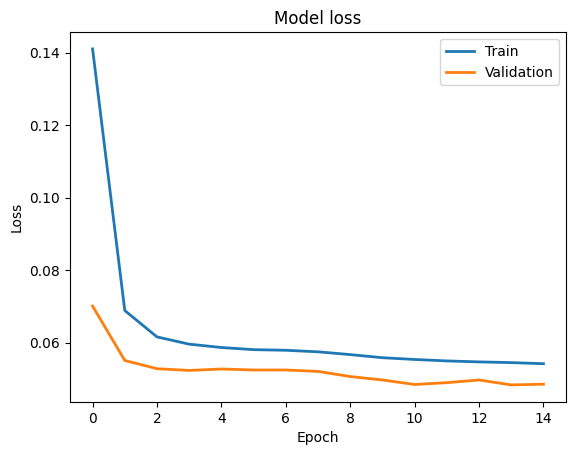 Model loss
Train
Validation
0.14
0.12
0.10
0.08
0.06
Loss
0 2 4 6 8 10 12 14
Epoch